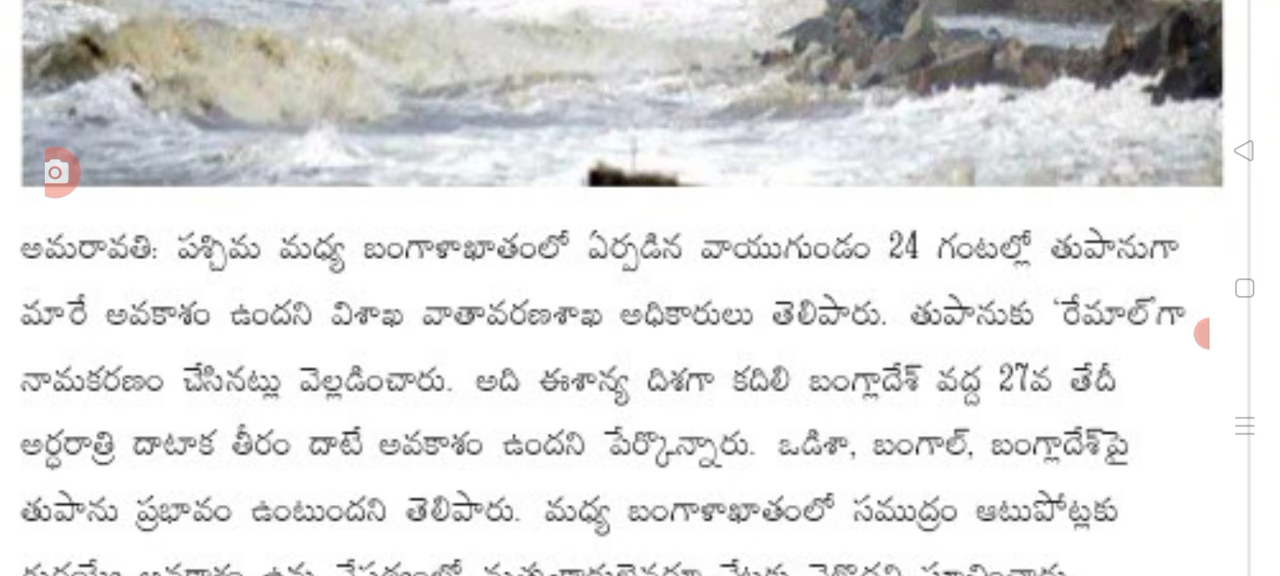 అమరావతి: పశ్చిమ మధ్య బంగాళాఖాతంలో ఏర్పడిన వాయుగుండం 24 గంటల్లో తుపానుగా
మారే అవకాశం ఉందని విశాఖ వాతావరణశాఖ అధికారులు తెలిపారు. తుపానుకు ‘రేమాల్’గా
నామకరణం చేసినట్లు వెల్లడించారు. అది ఈశాన్య దిశగా కదిలి బంగ్లాదేశ్ వద్ద 27వ తేదీ
అర్ధరాత్రి దాటాక తీరం దాటే అవకాశం ఉందని పేర్కొన్నారు. ఒడిశా, బంగాల్, బంగ్లాదేశ్‌పై
తుపాను ప్రభావం ఉంటుందని తెలిపారు. మధ్య బంగాళాఖాతంలో సముద్రం ఆటుపోట్లకు